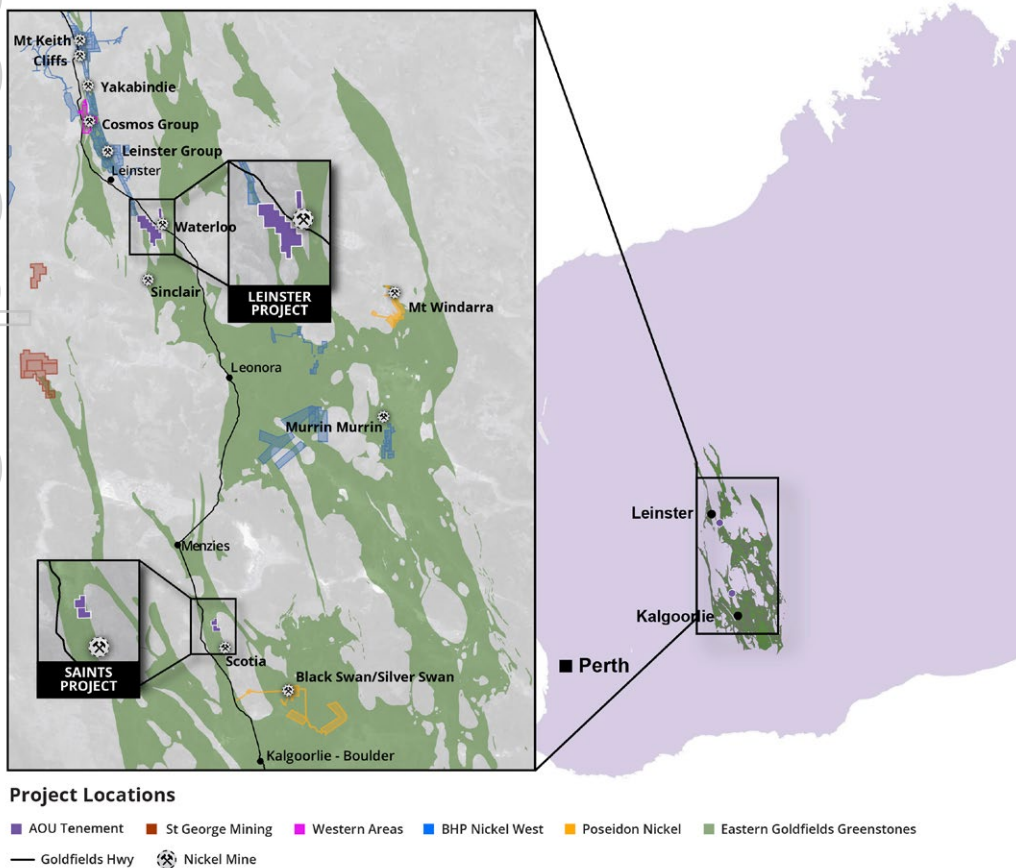 Mt Keith
Cliffs
Yakabindie
Cosmos Group
Leinster Group
Leinster
Waterloo
LEINSTER
PROJECT
Sinclair
Mt Windarra
Leonora
Murrin Murrin
Menzies
SAINTS
PROJECT
Scotia
Black Swan/Silver Swan
Kalgoorlie - Boulder
Leinster
Kalgoorlie
Perth
Project Locations
AOU Tenement St George Mining Western Areas BHP Nickel West Poseidon Nickel Eastern Goldfields Greenstones
Goldfields Hwy Nickel Mine